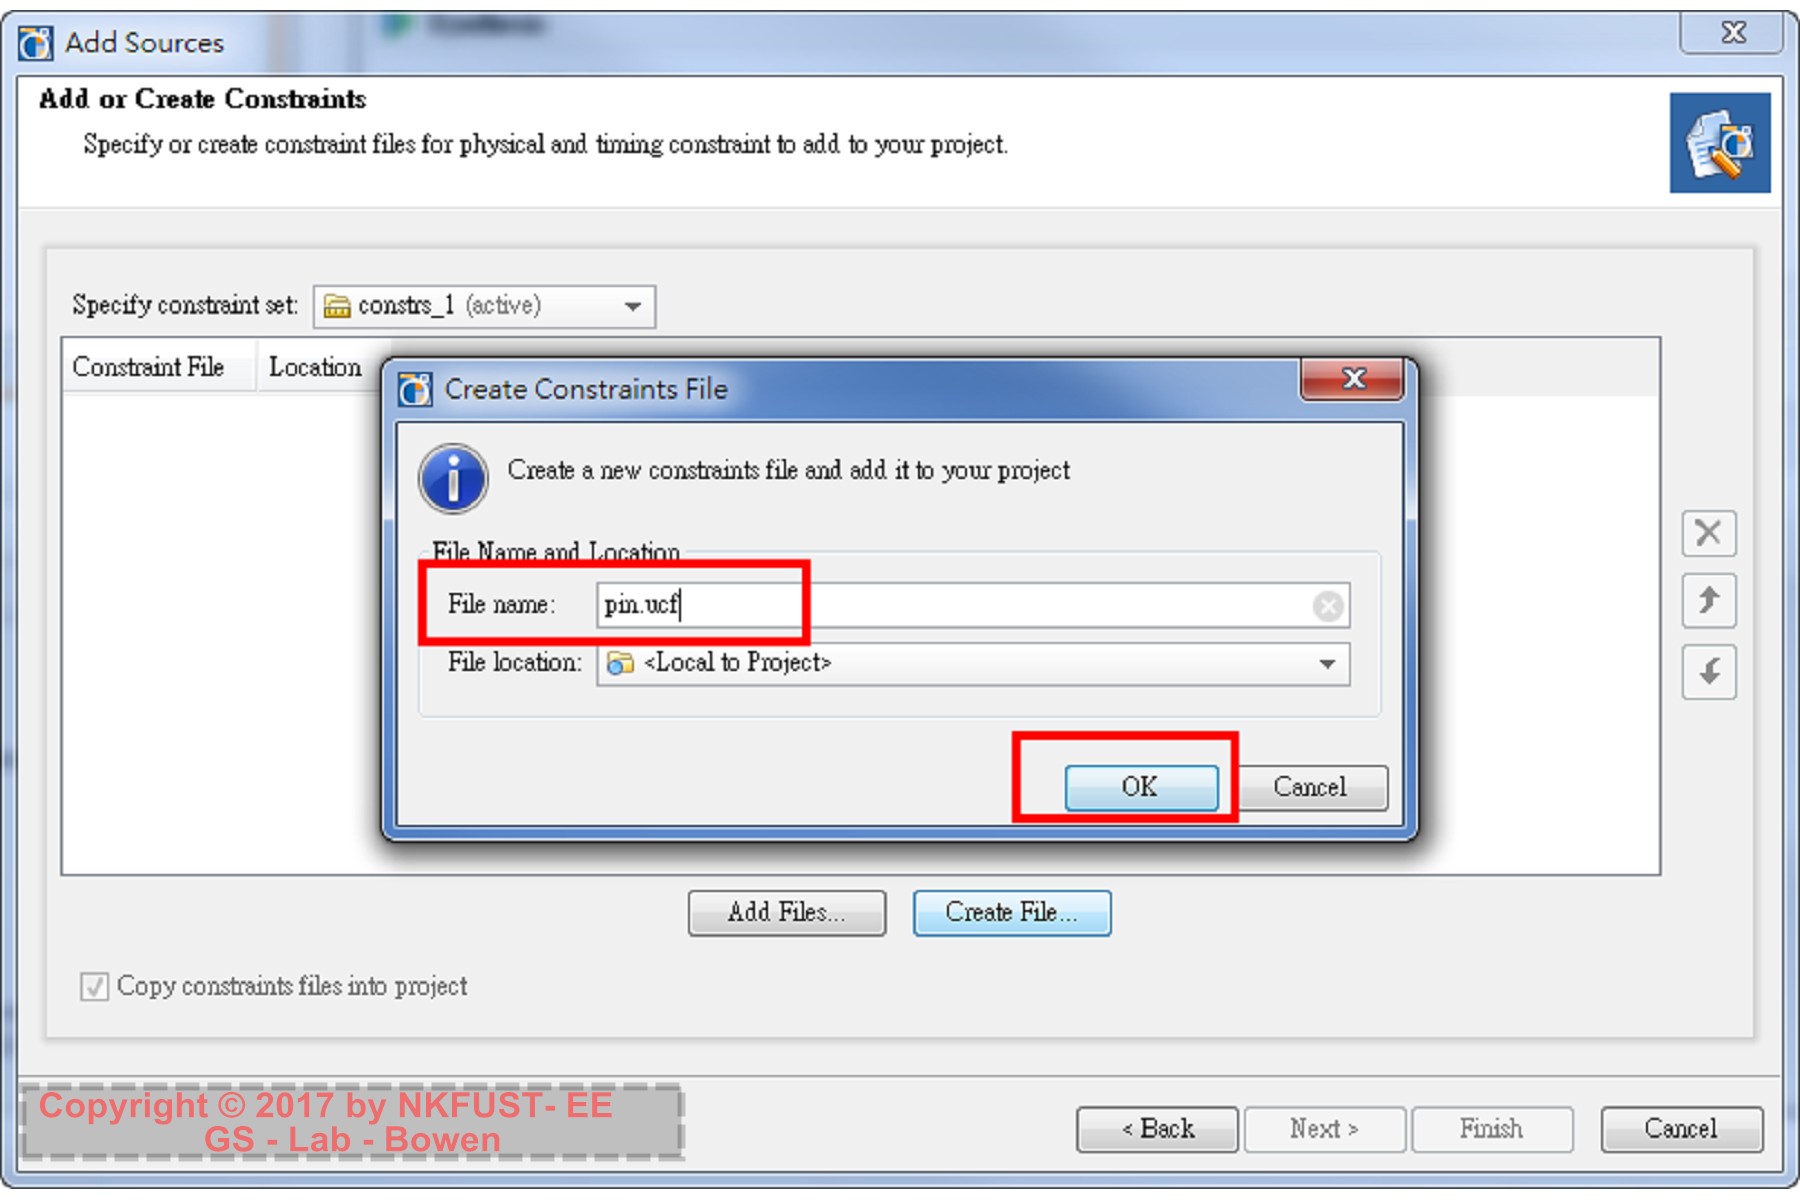 Add Sources
Add or Create Constraints
Specify or create constraint files for physical and timing constraint to add to your project.
Specify constraint set: constrs_1 (active)
Constraint File Location
Create Constraints File
Create a new constraints file and add it to your project
File Name and Location
File name: pin.ucf
File location: <Local to Project>
OK Cancel
Add Files... Create File...
Copy constraints files into project
Copyright © 2017 by NKFUST- EE
GS - Lab - Bowen
< Back Next > Finish Cancel